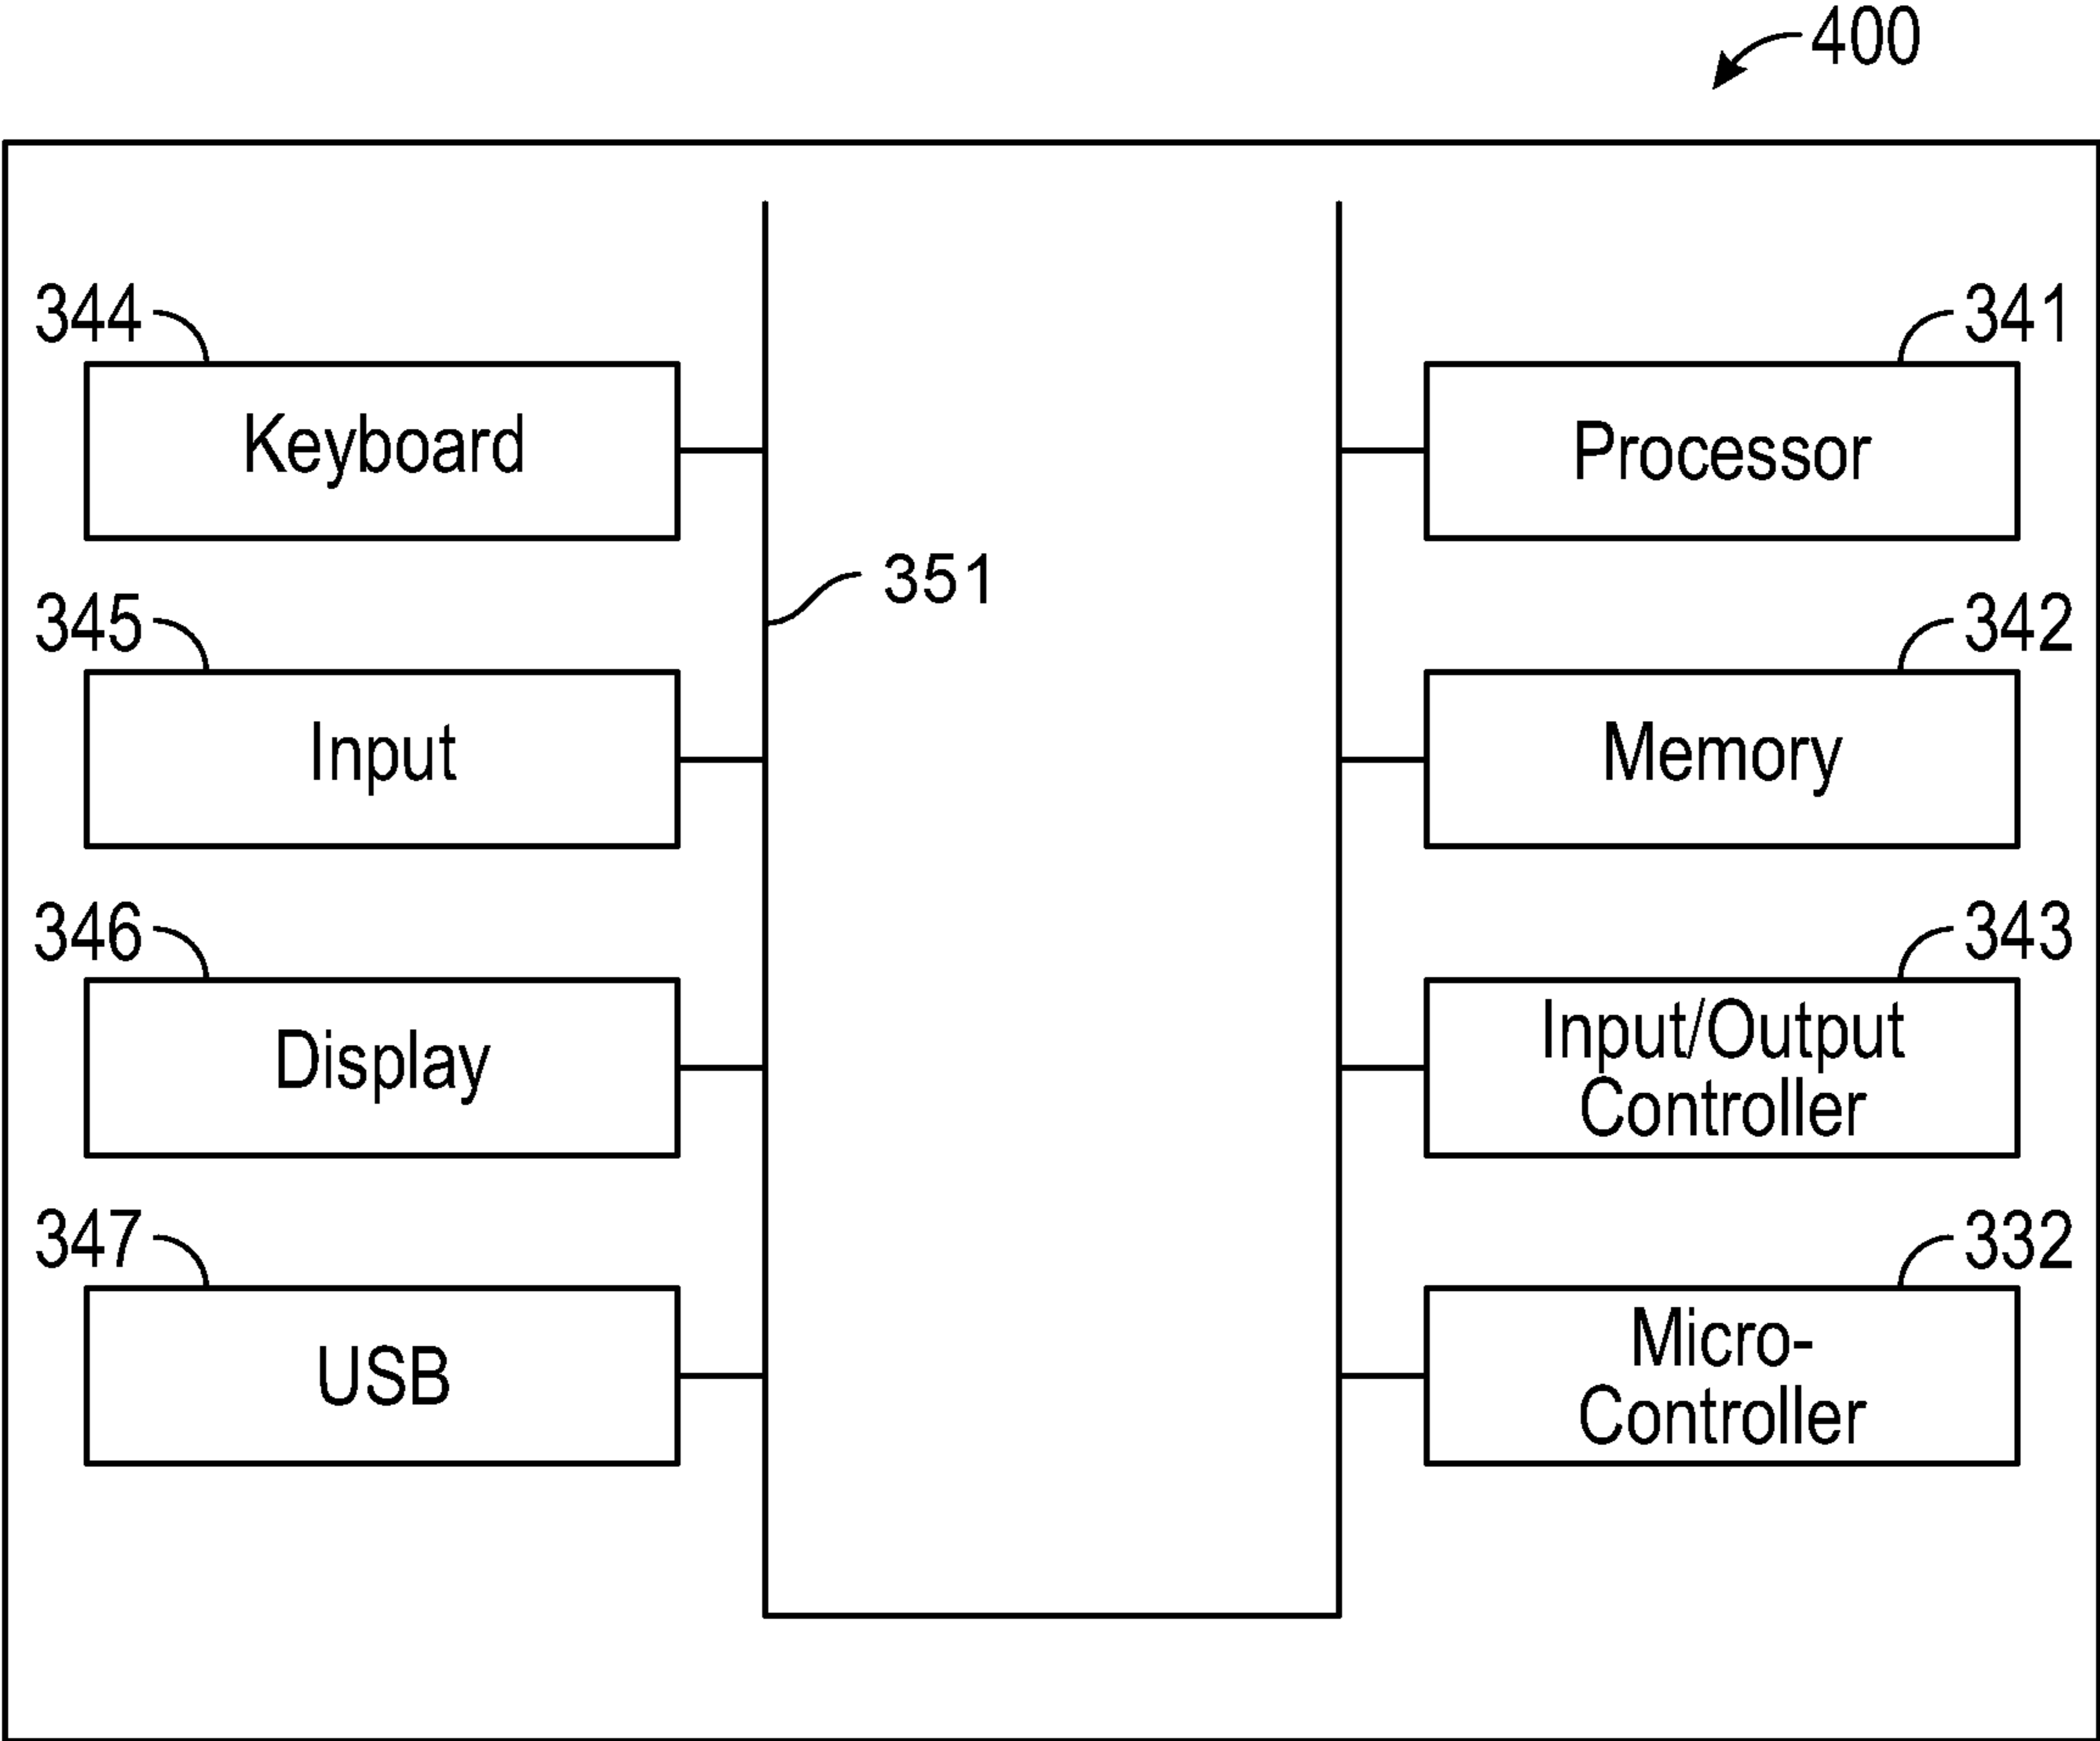 400
344
Keyboard
341
Processor
351
345
Input
342
Memory
346
Display
343
Input/Output
Controller
347
USB
332
Micro-
Controller